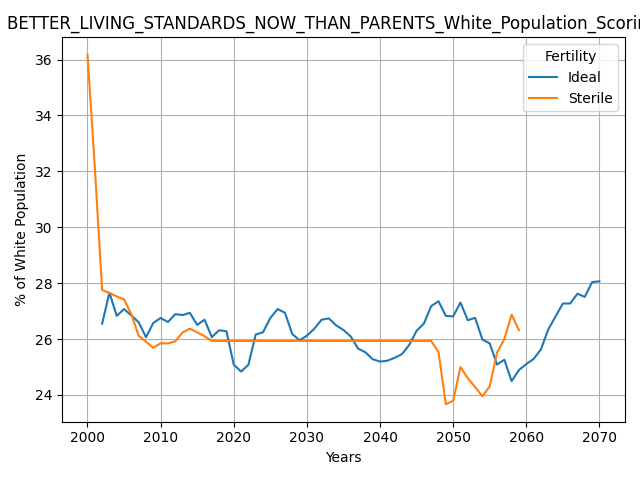 BETTER_LIVING_STANDARDS_NOW_THAN_PARENTS_White_Population_Scorin
Fertility
Ideal
Sterile
% of White Population
36
34
32
30
28
26
24
2000 2010 2020 2030 2040 2050 2060 2070
Years